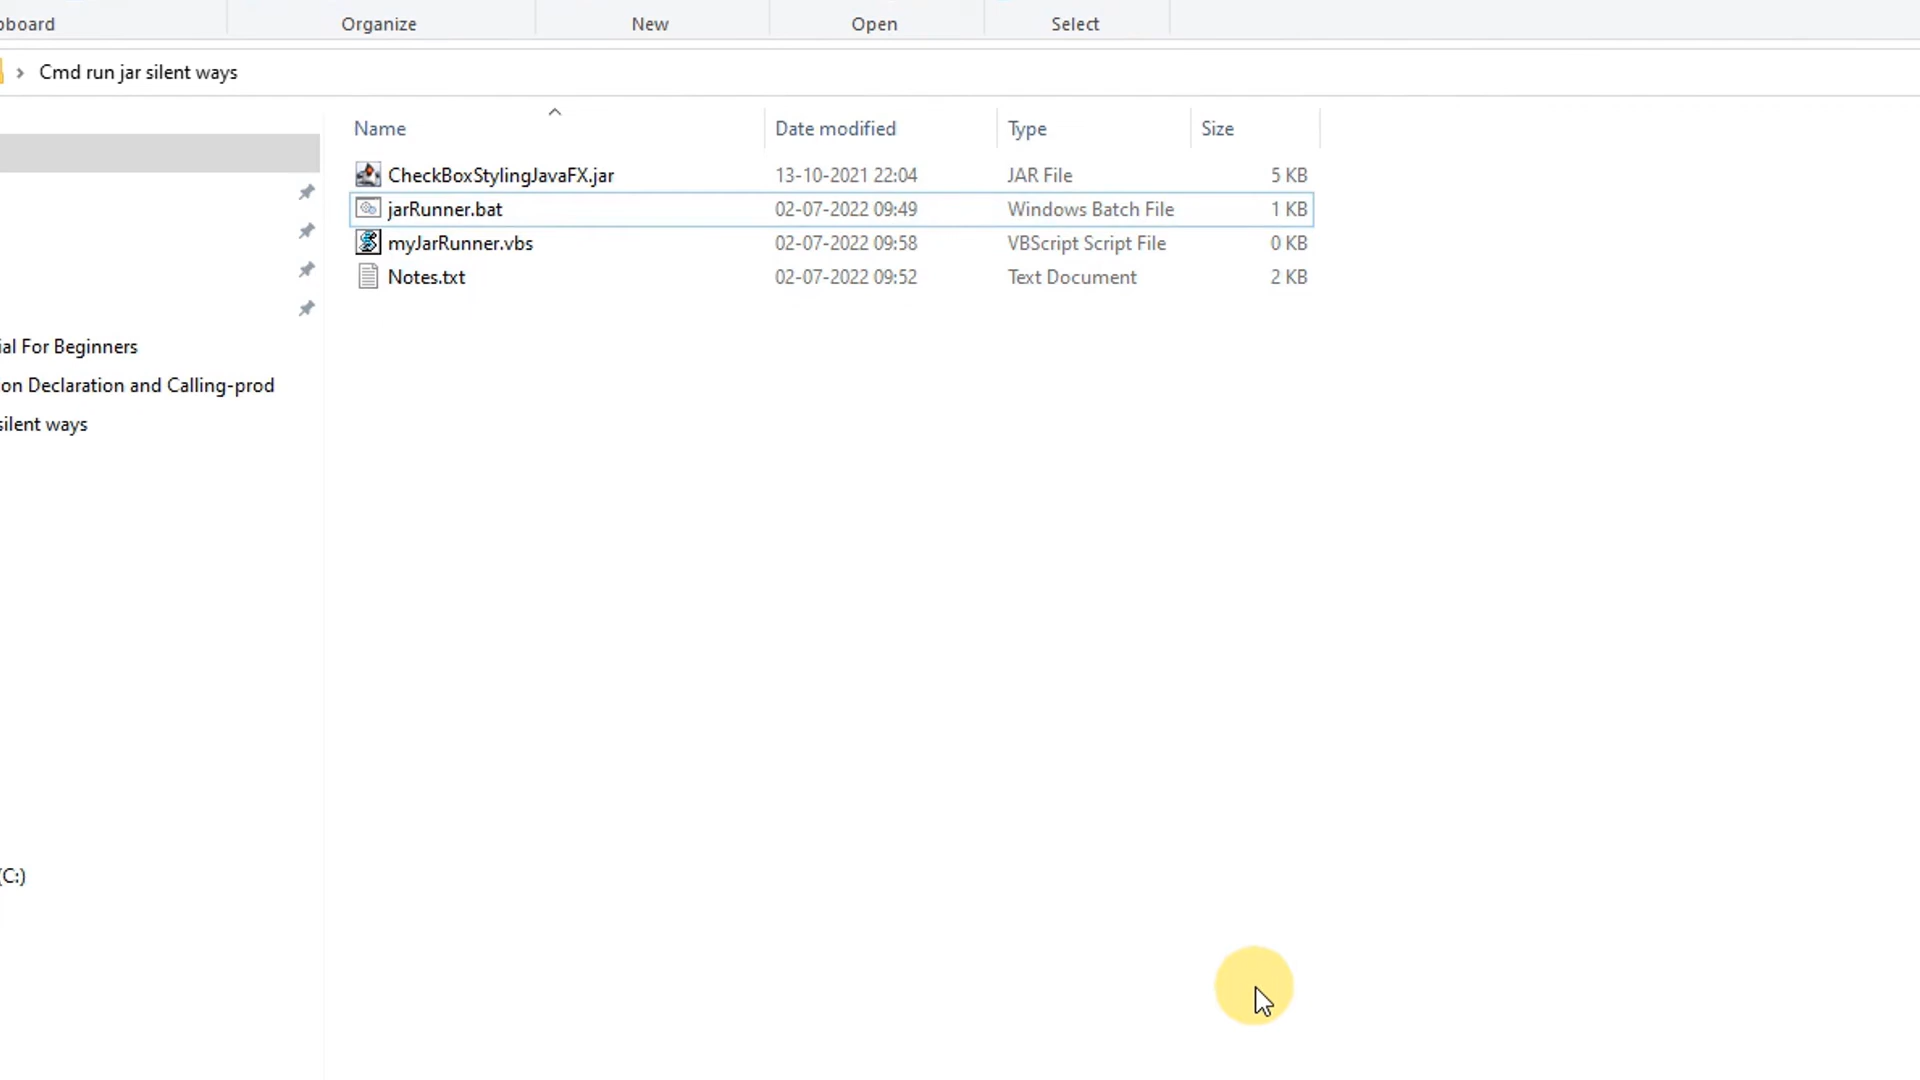 pboard Organize New Open Select
Cmd run jar silent ways
Name Date modified Type Size
CheckBoxStylingJavaFX.jar 13-10-2021 22:04 JAR File 5 KB
jarRunner.bat 02-07-2022 09:49 Windows Batch File 1 KB
myJarRunner.vbs 02-07-2022 09:58 VBScript Script File 0 KB
Notes.txt 02-07-2022 09:52 Text Document 2 KB
ial For Beginners
on Declaration and Calling-prod
silent ways
(C:)